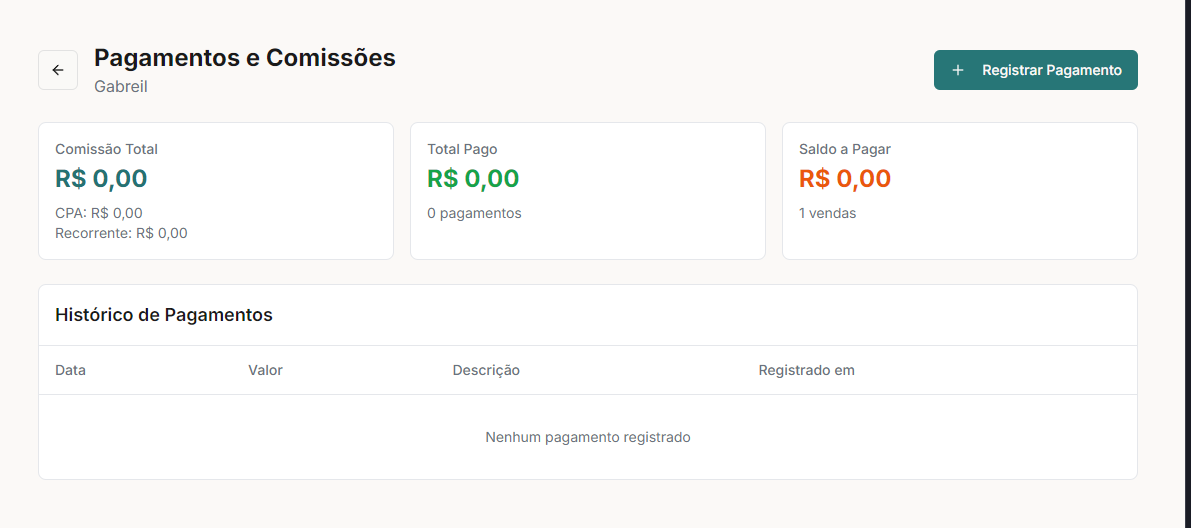 Pagamentos e Comissões
Gabreil
Registrar Pagamento
Comissão Total
R$ 0,00
CPA: R$ 0,00
Recorrente: R$ 0,00
Total Pago
R$ 0,00
0 pagamentos
Saldo a Pagar
R$ 0,00
1 vendas
Histórico de Pagamentos
Data Valor Descrição Registrado em
Nenhum pagamento registrado